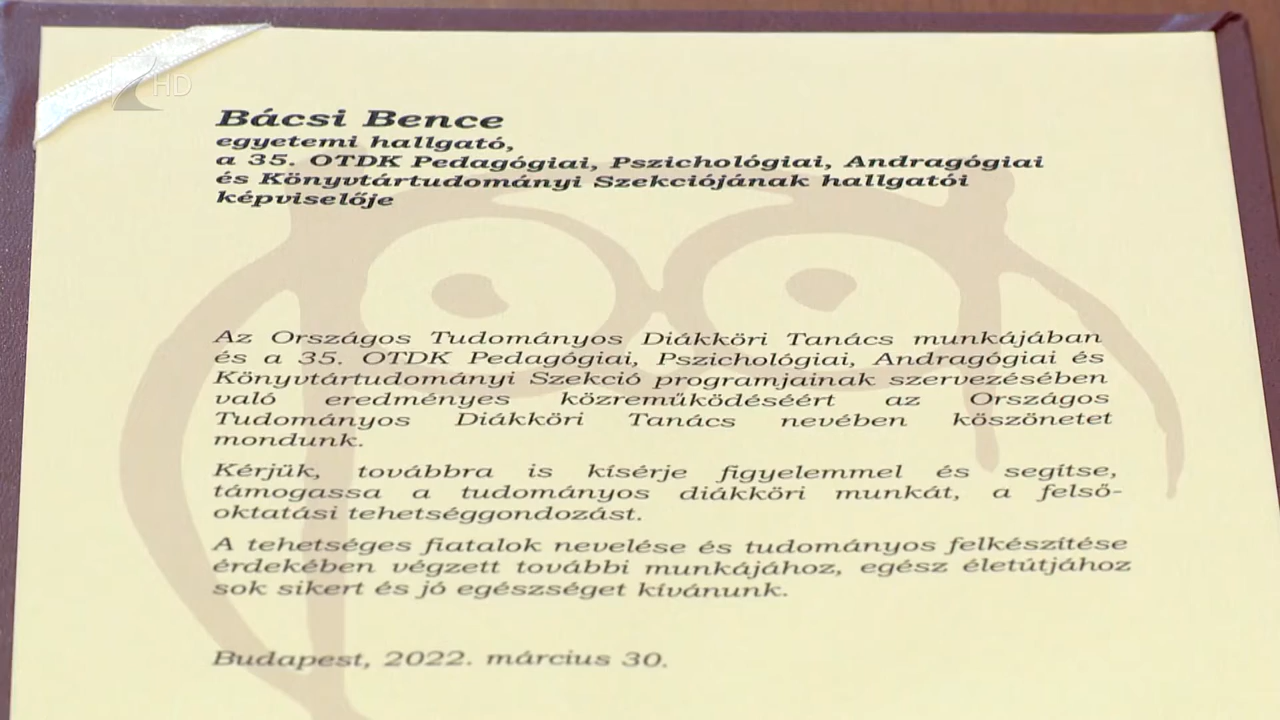 HD
Bácsi Bence
egyetemi hallgató,
a 35. OTDK Pedagógiai, Pszichológiai, Andragógiai
és Könyvtártudományi Szekciójának hallgatói
képviselője
Az Országos Tudományos Diákköri Tanács munkájában
és a 35. OTDK Pedagógiai, Pszichológiai, Andragógiai és
Könyvtártudományi Szekció programjainak szervezésében
való eredményes közreműködéséért az Országos
Tudományos Diákköri Tanács nevében köszönetet
mondunk.
Kérjük, továbbra is kísérje figyelemmel és segítse,
támogassa a tudományos diákköri munkát, a felső-
oktatási tehetséggondozást.
A tehetséges fiatalok nevelése és tudományos felkészítése
érdekében végzett további munkájához, egész életútjához
sok sikert és jó egészséget kívánunk.
Budapest, 2022. március 30.